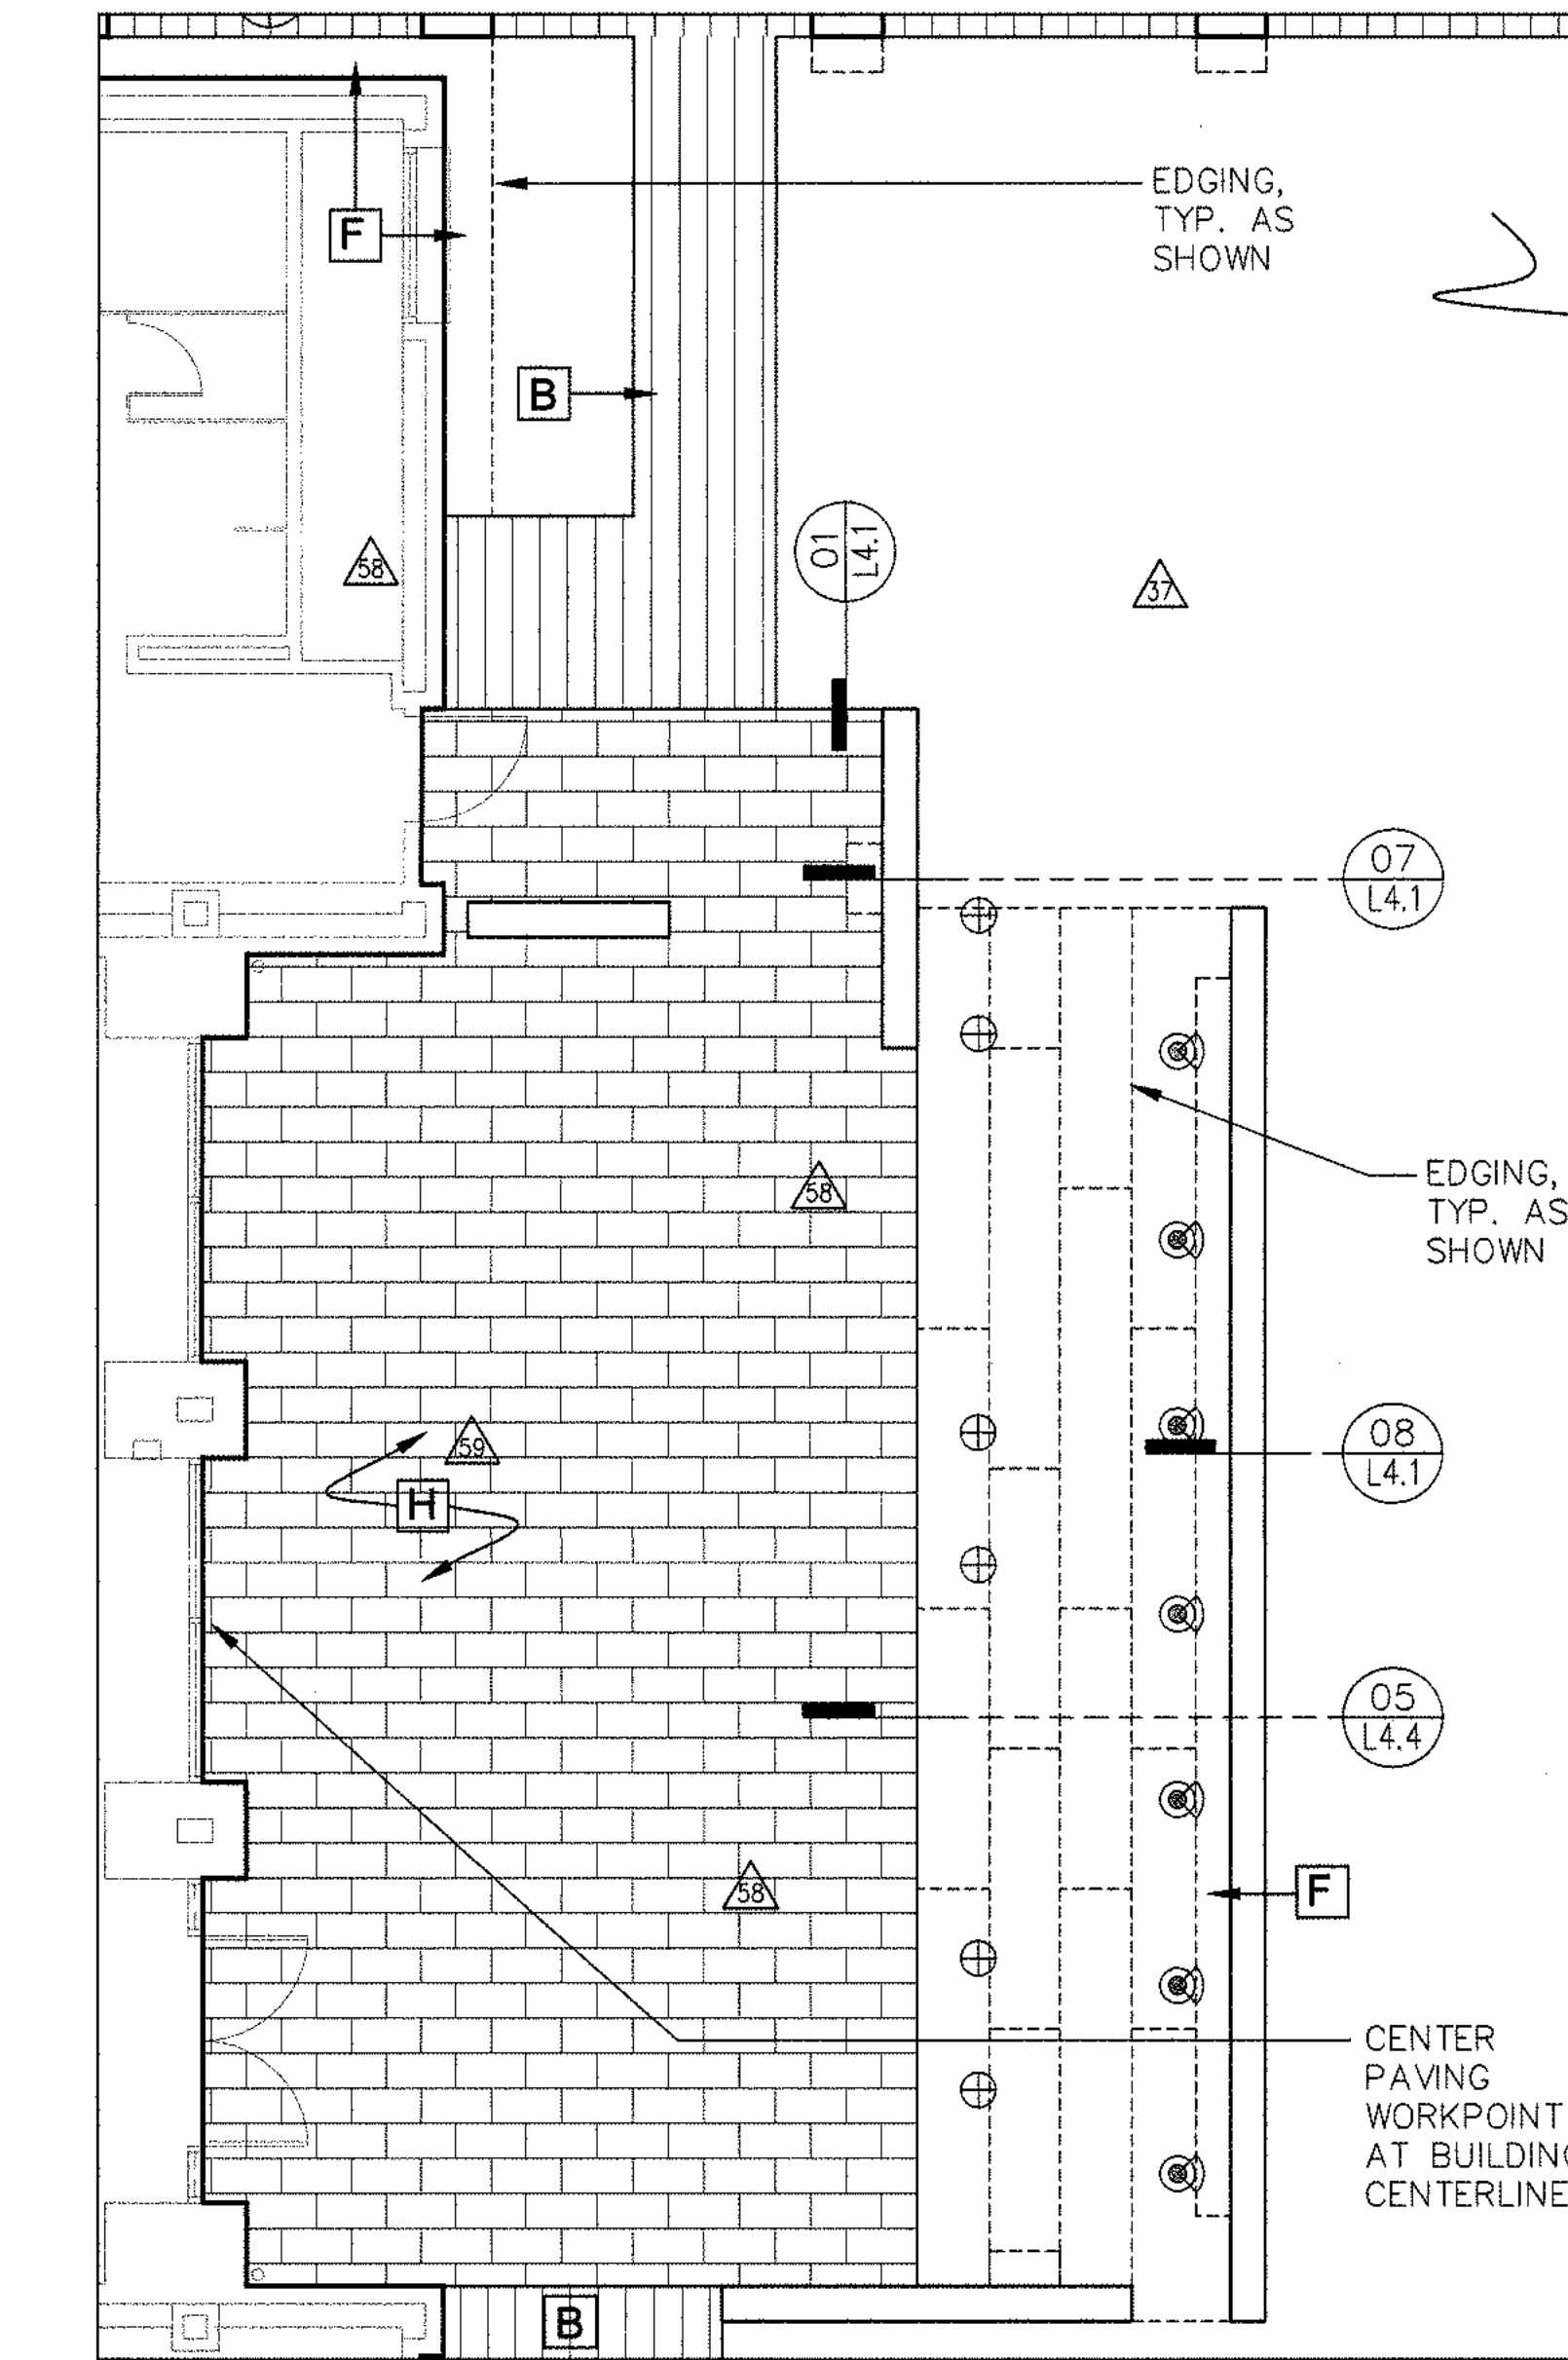 EDGING,
TYP. AS
SHOWN
F
B
01
L4.1
58
37
07
L4.1
EDGING,
TYP. AS
SHOWN
58
59
H
08
L4.1
05
L4.4
58
F
CENTER
PAVING
WORKPOINT
AT BUILDING
CENTERLINE
B